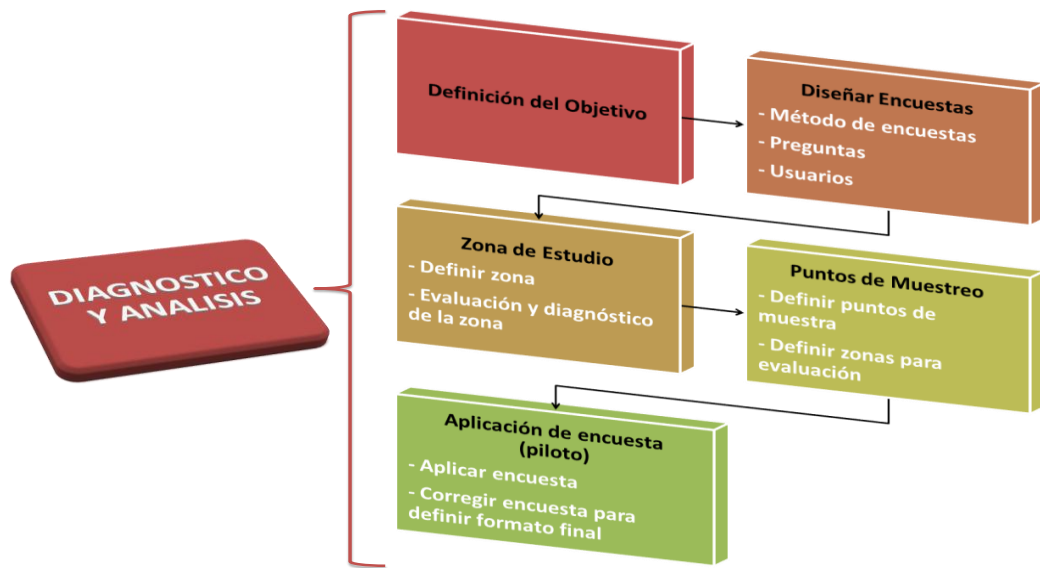 DIAGNOSTICO
Y ANALISIS
Definición del Objetivo
Diseñar Encuestas
- Método de encuestas
- Preguntas
- Usuarios
Zona de Estudio
- Definir zona
- Evaluación y diagnóstico
de la zona
Puntos de Muestreo
- Definir puntos de
muestra
- Definir zonas para
evaluación
Aplicación de encuesta
(piloto)
- Aplicar encuesta
- Corregir encuesta para
definir formato final